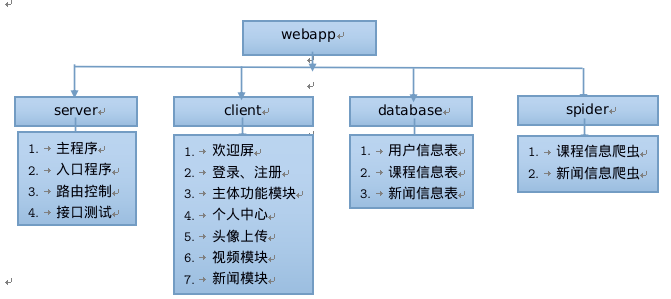 webapp
server
1. 主程序
2. 入口程序
3. 路由控制
4. 接口测试
client
1. 欢迎屏
2. 登录、注册
3. 主体功能模块
4. 个人中心
5. 头像上传
6. 视频模块
7. 新闻模块
database
1. 用户信息表
2. 课程信息表
3. 新闻信息表
spider
1. 课程信息爬虫
2. 新闻信息爬虫